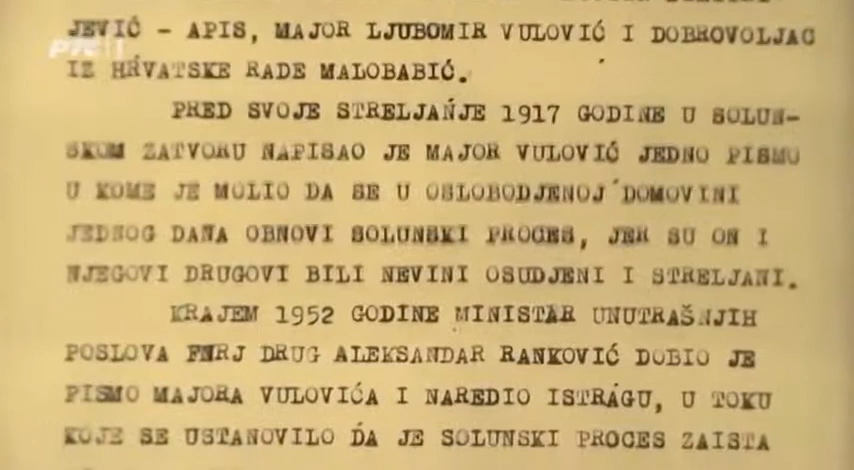 JEVIĆ - APIS, MAJOR LJUBOMIR VULOVIĆ I DOBROVOLJAC
РТС 1
IZ HRVATSKE RADE MALOBABIĆ.
PRED SVOJE STRELJANJE 1917 GODINE U SOLUN-
SKOM ZATVORU NAPISAO JE MAJOR VULOVIĆ JEDNO PISMO
U KOME JE MOLIO DA SE U OSLOBODJENOJ DOMOVINI
JEDNOG DANA OBNOVI SOLUNSKI PROCES, JER SU ON I
NJEGOVI DRUGOVI BILI NEVINI OSUDJENI I STRELJANI.
KRAJEM 1952 GODINE MINISTAR UNUTRAŠNJIH
POSLOVA FNRJ DRUG ALEKSANDAR RANKOVIĆ DOBIO JE
PISMO MAJORA VULOVIĆA I NAREDIO ISTRAGU, U TOKU
KOJE SE USTANOVILO DA JE SOLUNSKI PROCES ZAISTA